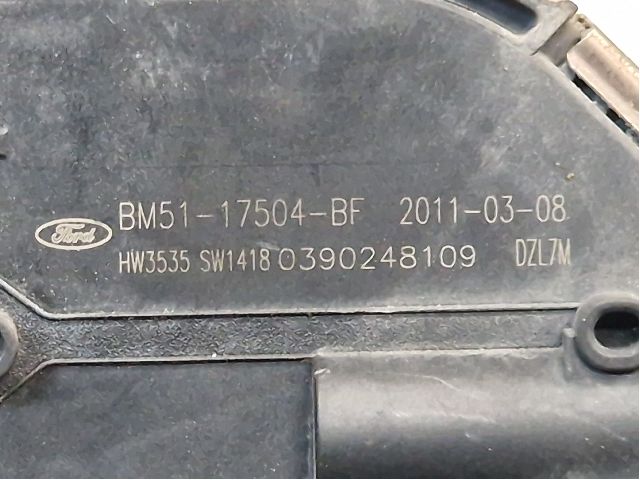 Ford BM51-17504-BF 2011-03-08
HW3535 SW1418 0390248109 DZL7M